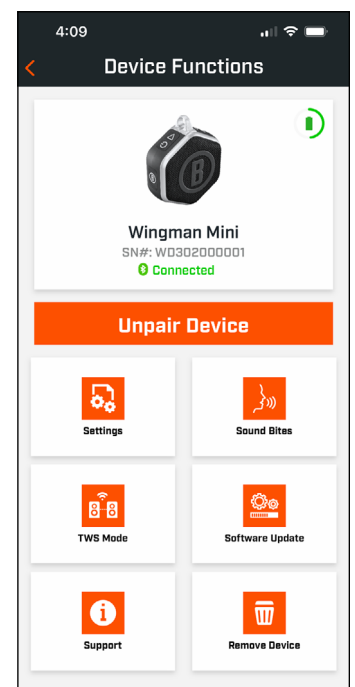 4:09
Device Functions
B
Wingman Mini
SN#: WD302000001
Connected
Unpair Device
Settings
Sound Bites
TWS Mode
Software Update
Support
Remove Device